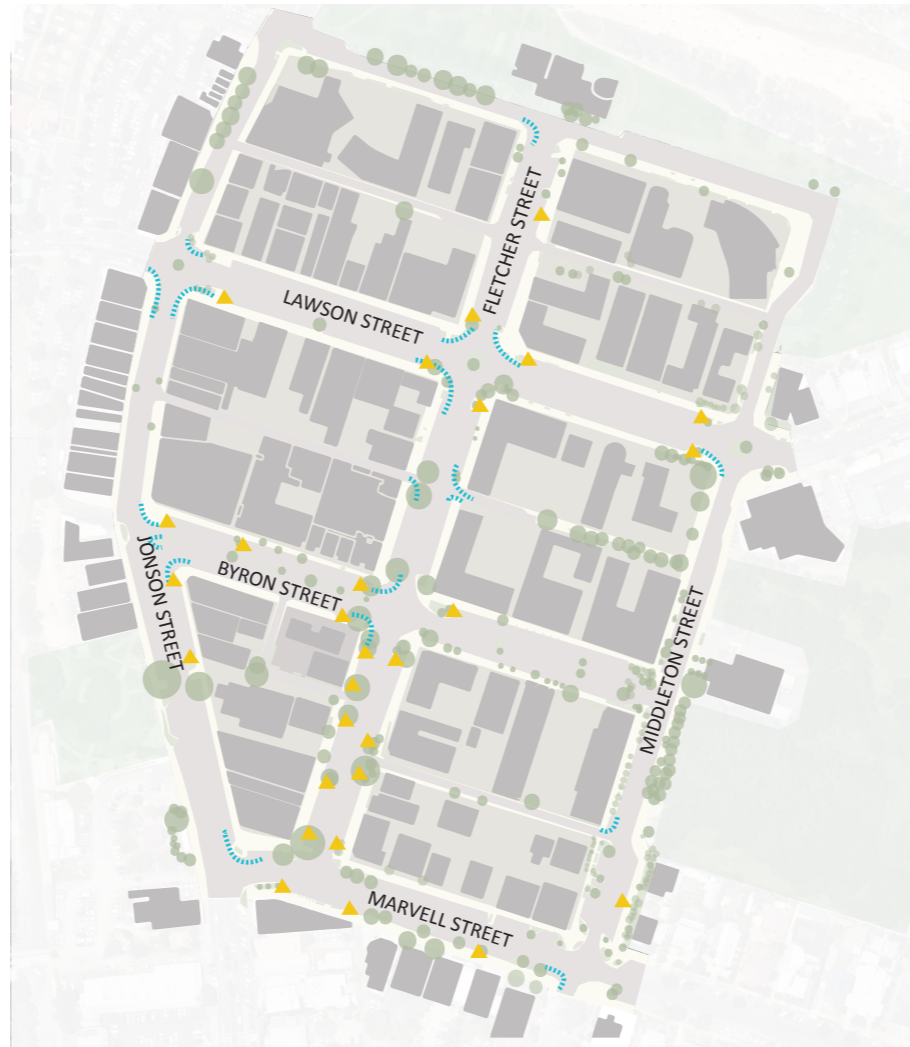 FLETCHER STREET
LAWSON STREET
BYRON STREET
JONSON STREET
MIDDLETON STREET
MARVELL STREET